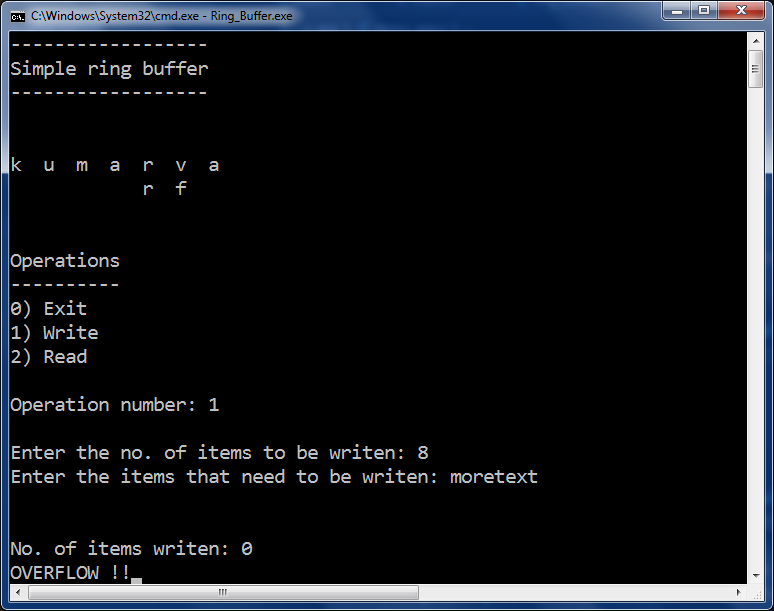 C:\Windows\System32\cmd.exe - Ring_Buffer.exe
------------------
Simple ring buffer
------------------
k  u  m  a  r  v  a
            r  f
Operations
----------
0) Exit
1) Write
2) Read
Operation number: 1
Enter the no. of items to be writen: 8
Enter the items that need to be writen: moretext
No. of items writen: 0
OVERFLOW !!_